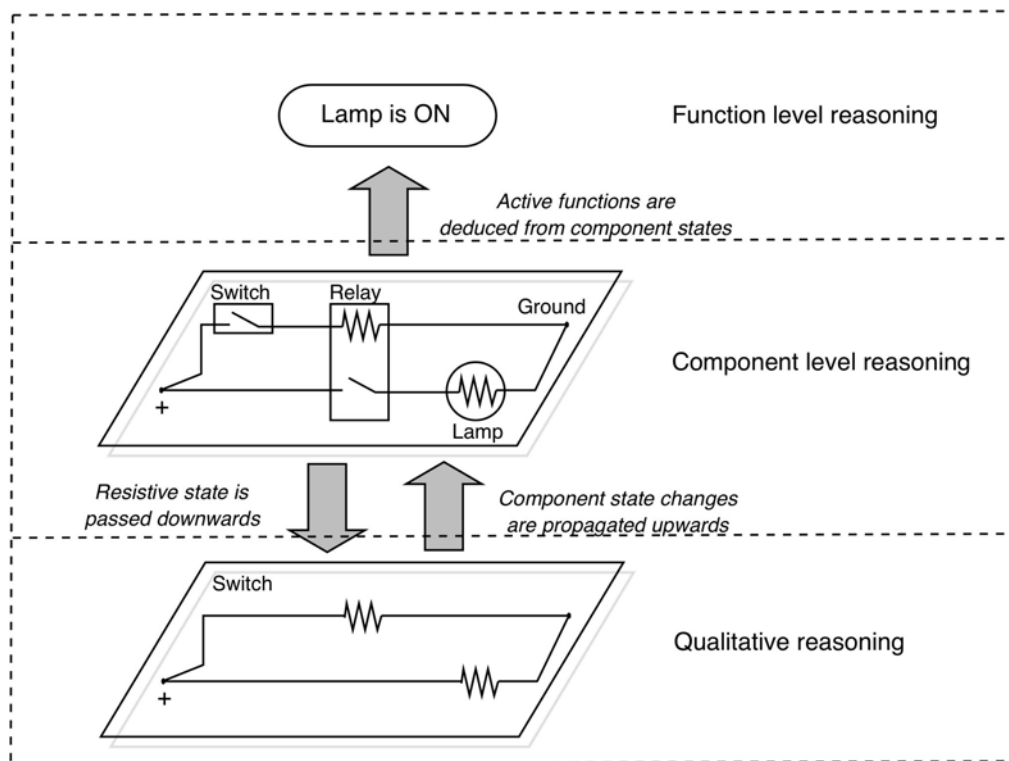 Lamp is ON
Function level reasoning
Active functions are
deduced from component states
Switch
Relay
Ground
Component level reasoning
+
Lamp
Resistive state is
passed downwards
Component state changes
are propagated upwards
Switch
Qualitative reasoning
+